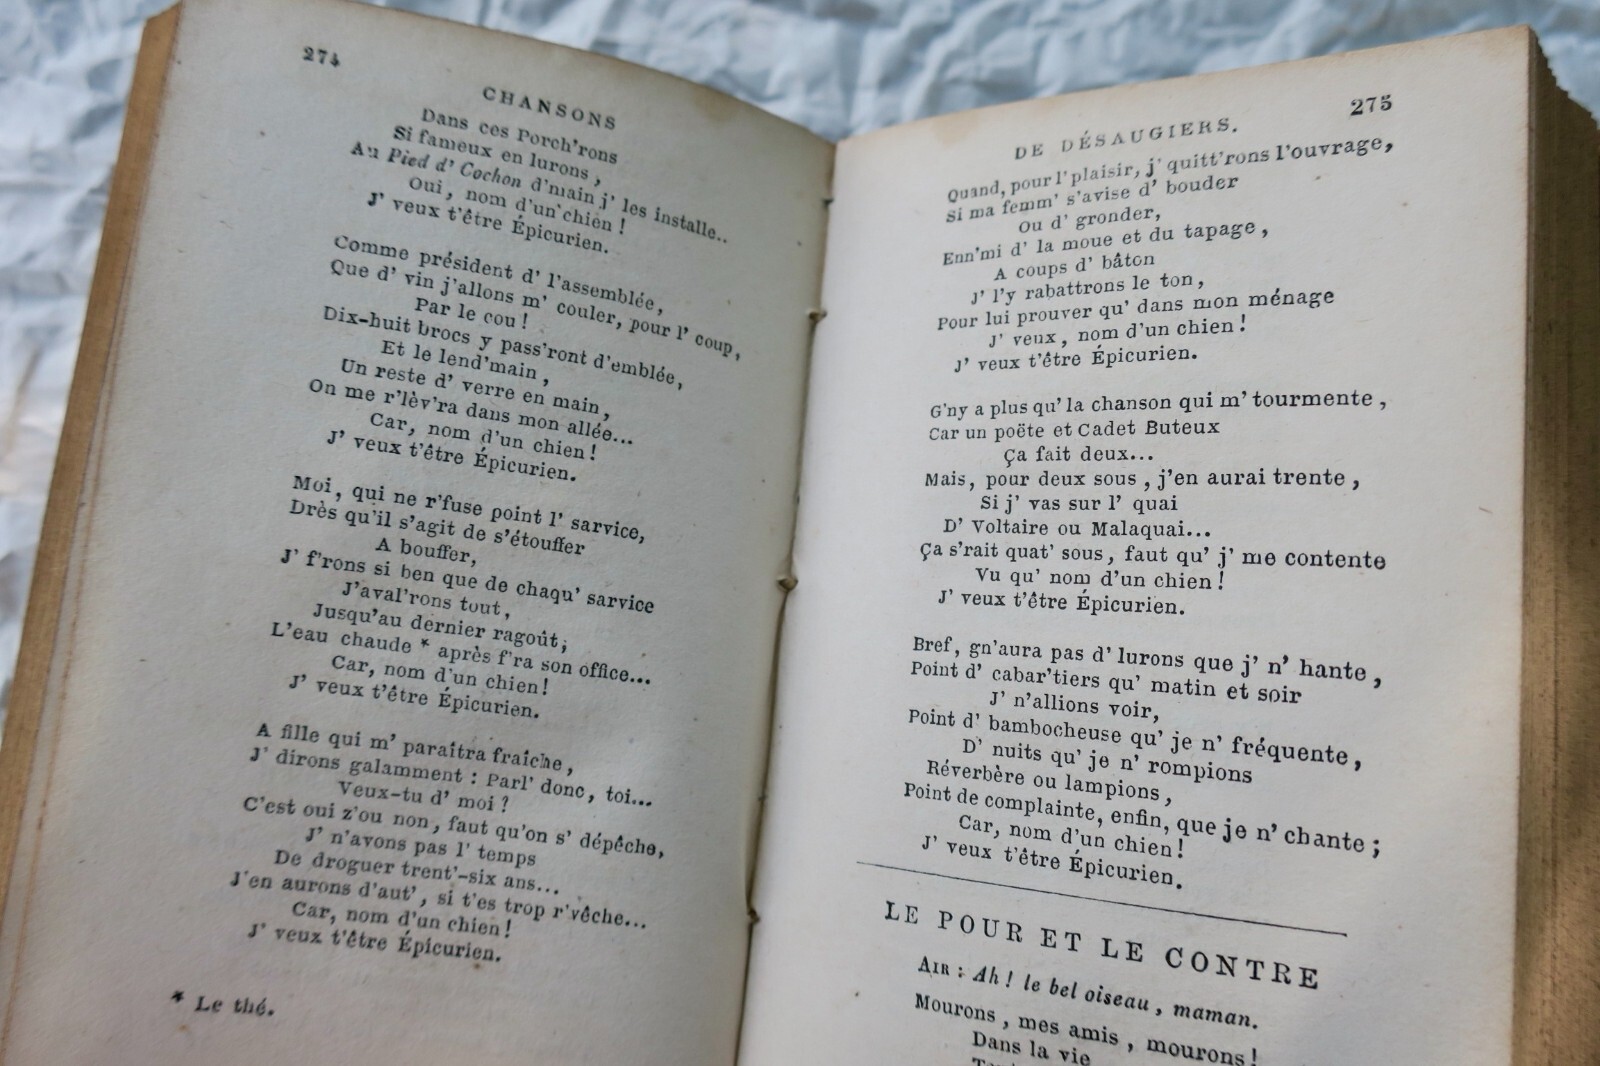 274
CHANSONS
Dans ces Porch'rons
Si fameux en lurons,
Au Pied d' Cochon d'main j' les installe..
Oui, nom d'un'chien!
J' veux t'être Épicurien.
Comme président d' l'assemblée,
Que d' vin j'allons m' couler, pour l' coup,
Par le cou!
Dix-huit brocs y pass'ront d'emblée,
Et le lend'main,
Un reste d' verre en main,
On me r'lèv'ra dans mon allée...
Car, nom d'un chien!
J' veux t'être Épicurien.
Moi, qui ne r'fuse point l' sarvice,
Drès qu'il s'agit de s'étouffer
A bouffer,
J' f'rons si ben que de chaqu' sarvice
J'aval'rons tout,
Jusqu'au dernier ragoût;
L'eau chaude * après f'ra son office...
Car, nom d'un chien!
J' veux t'être Épicurien.
A fille qui m' paraîtra fraîche,
J' dirons galamment : Parl' donc, toi...
Veux-tu d' moi?
C'est oui z'ou non, faut qu'on s' dépêche,
J' n'avons pas l' temps
De droguer trent'-six ans...
J'en aurons d'aut', si t'es trop r'vêche...
Car, nom d'un chien!
J' veux t'être Épicurien.
* Le thé.
DE DÉSAUGIERS.
275
Quand, pour l' plaisir, j' quitt'rons l'ouvrage,
Si ma femm' s'avise d' bouder
Ou d' gronder,
Enn'mi d' la moue et du tapage,
A coups d' bâton
J' l'y rabattrons le ton,
Pour lui prouver qu' dans mon ménage
J' veux, nom d'un chien!
J' veux t'être Épicurien.
G'ny a plus qu' la chanson qui m' tourmente,
Car un poëte et Cadet Buteux
Ça fait deux...
Mais, pour deux sous, j'en aurai trente,
Si j' vas sur l' quai
D' Voltaire ou Malaquai...
Ça s'rait quat' sous, faut qu' j' me contente
Vu qu' nom d'un chien!
J' veux t'être Épicurien.
Bref, gn'aura pas d' lurons que j' n' hante,
Point d' cabar'tiers qu' matin et soir
J' n'allions voir,
Point d' bambocheuse qu' je n' fréquente,
D' nuits qu' je n' rompions
Réverbère ou lampions,
Point de complainte, enfin, que je n' chante;
Car, nom d'un chien!
J' veux t'être Épicurien.
LE POUR ET LE CONTRE
AIR : Ah! le bel oiseau, maman.
Mourons, mes amis, mourons!
Dans la vie